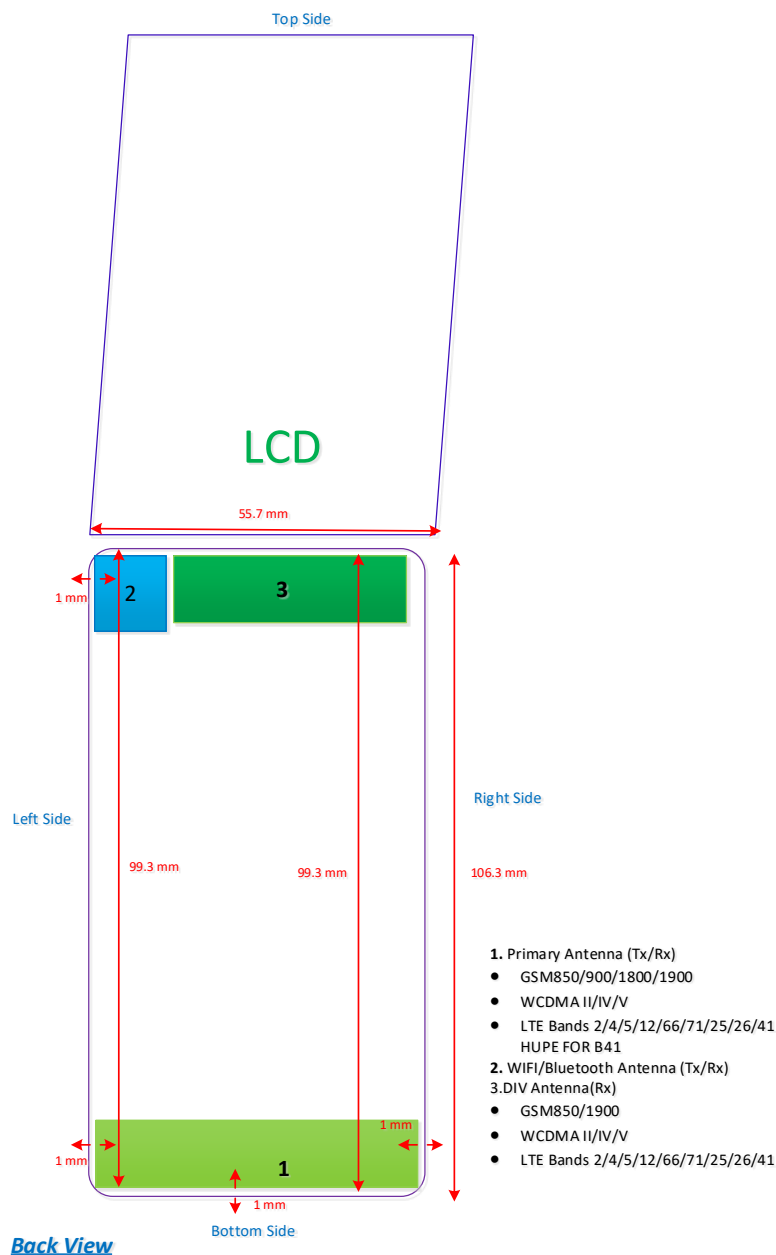 Top Side
LCD
55.7 mm
1 mm
2
3
Left Side
Right Side
99.3 mm
99.3 mm
106.3 mm
1. Primary Antenna (Tx/Rx)
● GSM850/900/1800/1900
● WCDMA II/IV/V
● LTE Bands 2/4/5/12/66/71/25/26/41
HUPE FOR B41
2. WIFI/Bluetooth Antenna (Tx/Rx)
3.DIV Antenna(Rx)
● GSM850/1900
● WCDMA II/IV/V
● LTE Bands 2/4/5/12/66/71/25/26/41
1 mm
1 mm
1
1 mm
Bottom Side
Back View